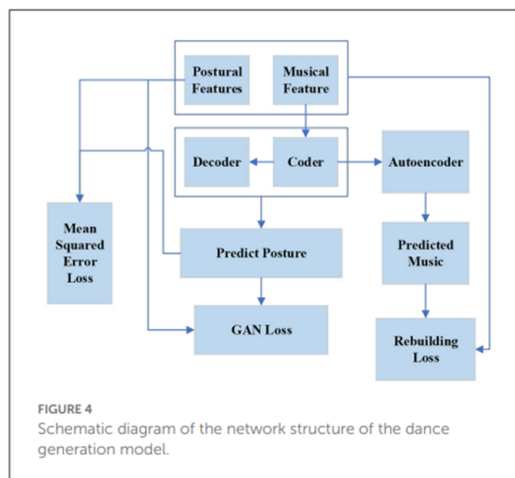 Postural
Features
Musical
Feature
Decoder
Coder
Autoencoder
Mean
Squared
Error
Loss
Predict Posture
Predicted
Music
GAN Loss
Rebuilding
Loss
FIGURE 4
Schematic diagram of the network structure of the dance
generation model.